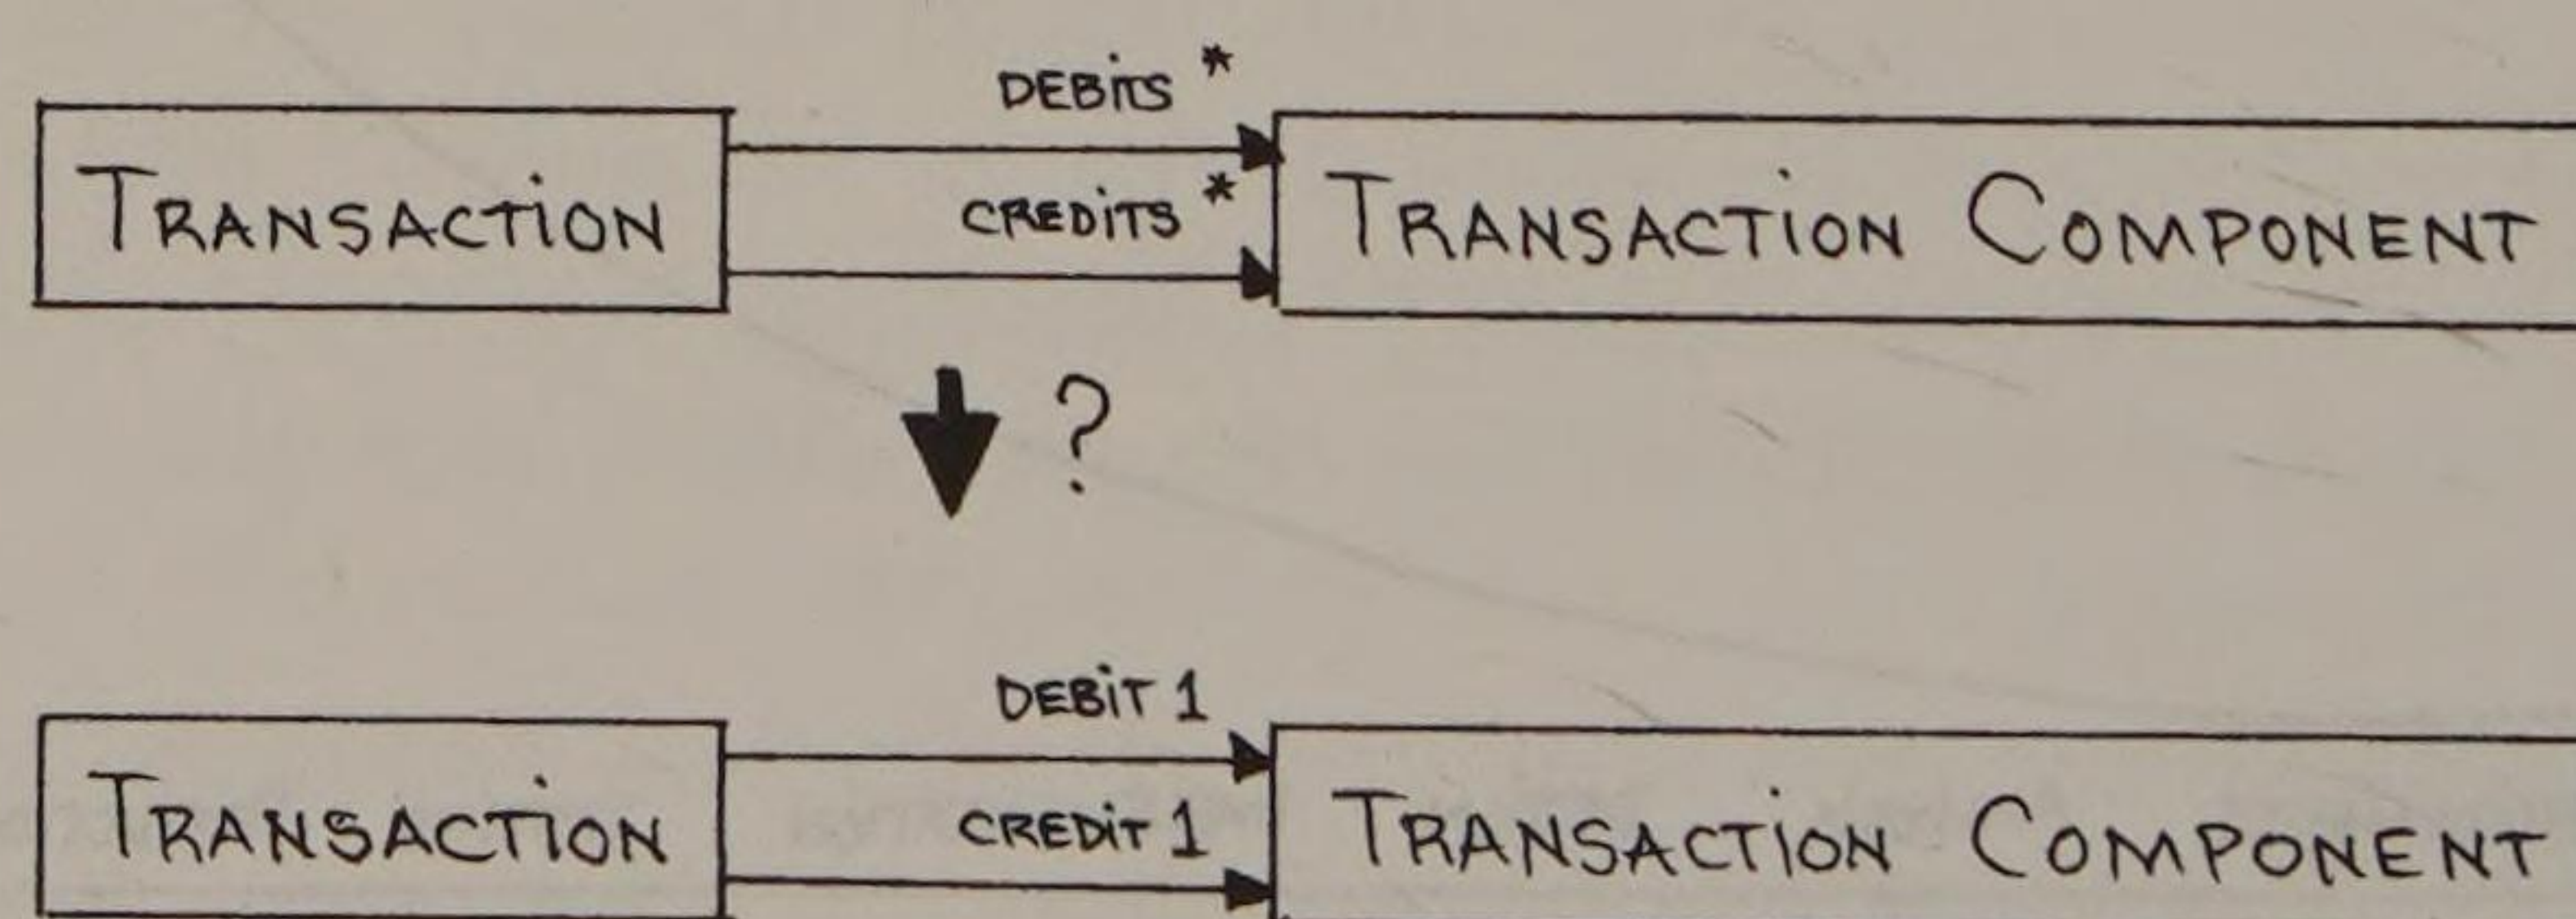 DEBiTS *
TRANSACTiON
CREDiTS *
TRANSACTiON COMPONENT
?
DEBiT 1
TRANSACTiON
CREDiT 1
TRANSACTiON COMPONENT